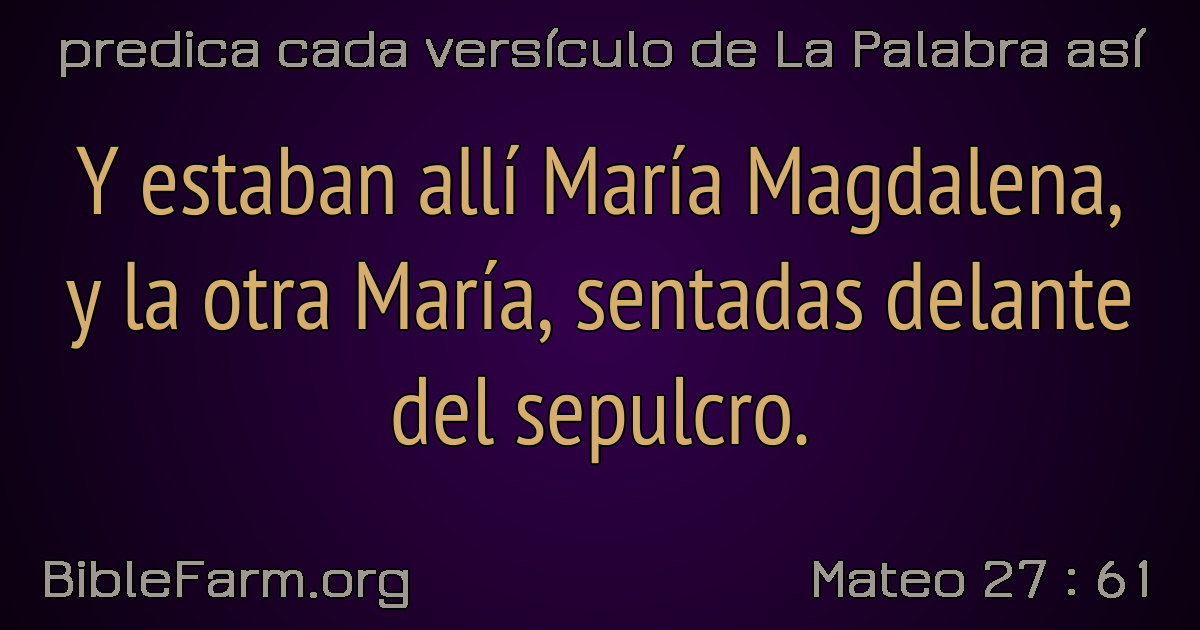 predica cada versículo de La Palabra así
Y estaban allí María Magdalena,
y la otra María, sentadas delante
del sepulcro.
BibleFarm.org
Mateo 27 : 61